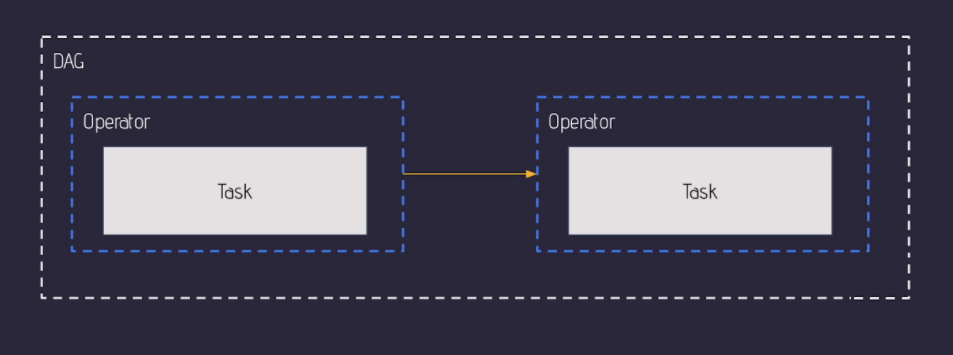 DAG
Operator
Task
Operator
Task